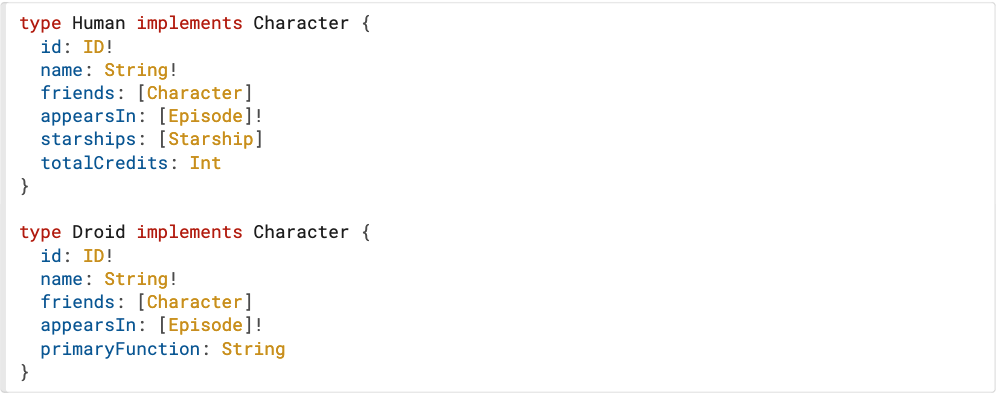 type Human implements Character {
  id: ID!
  name: String!
  friends: [Character]
  appearsIn: [Episode]!
  starships: [Starship]
  totalCredits: Int
}

type Droid implements Character {
  id: ID!
  name: String!
  friends: [Character]
  appearsIn: [Episode]!
  primaryFunction: String
}